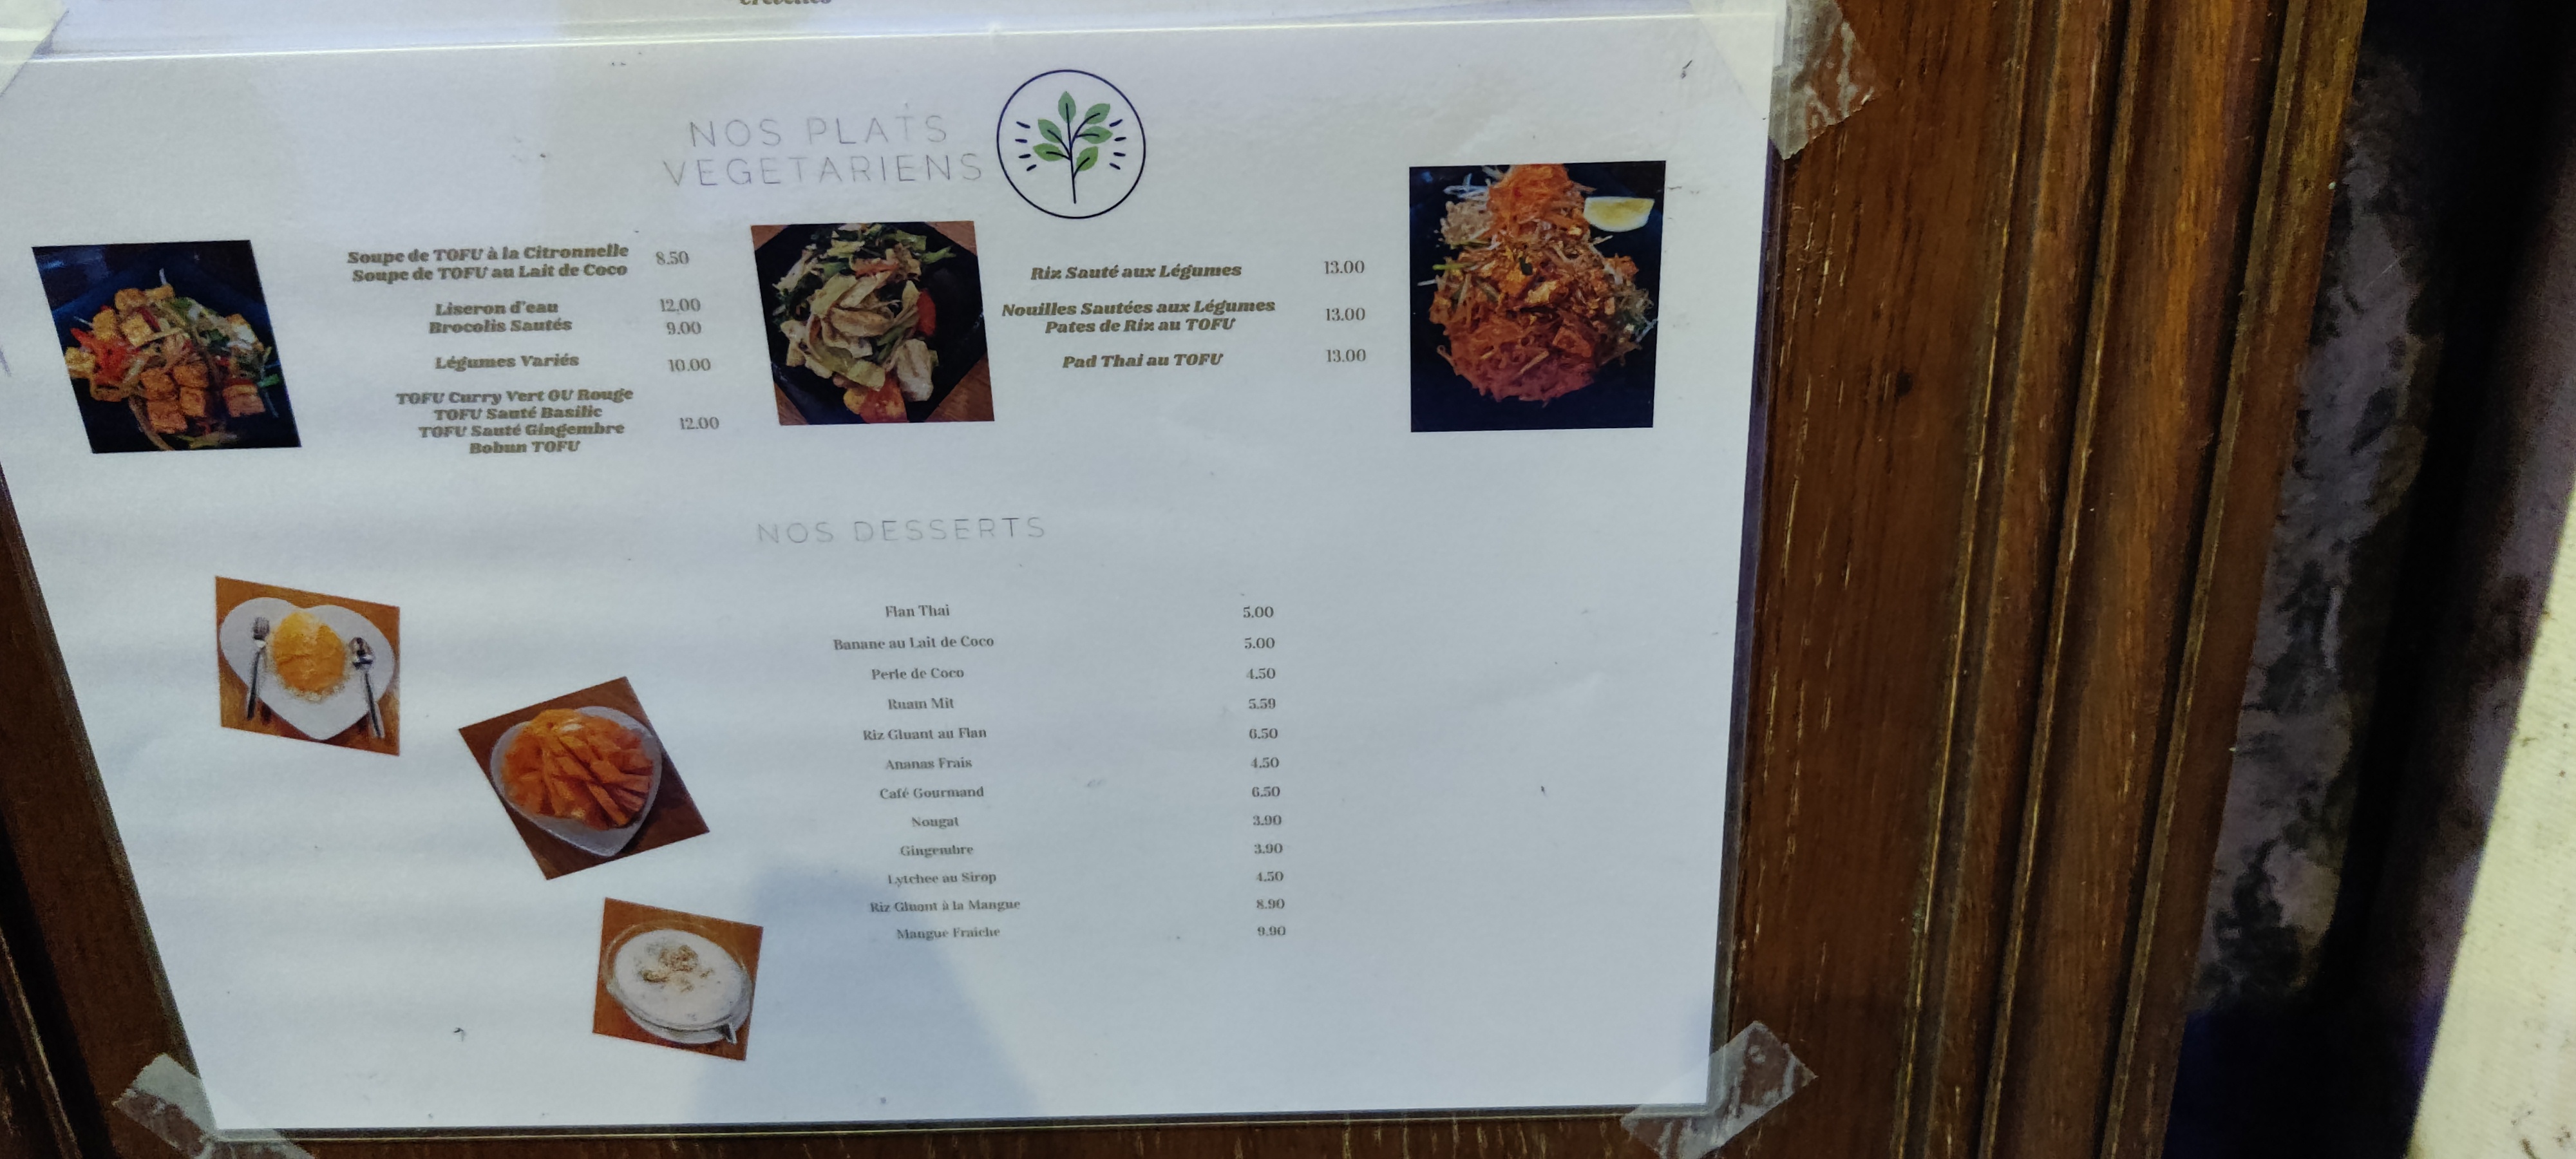 NOS PLATS
VEGETARIENS
Soupe de TOFU à la Citronnelle
Soupe de TOFU au Lait de Coco
8.50
Liseron d'eau 12.00
Brocolis Sautés 9.00
Légumes Variés 10.00
TOFU Curry Vert OU Rouge
TOFU Sauté Basilic
TOFU Sauté Gingembre
Bobun TOFU
12.00
Riz Sauté aux Légumes 13.00
Nouilles Sautées aux Légumes
Pates de Riz au TOFU
13.00
Pad Thai au TOFU 13.00
NOS DESSERTS
Flan Thai 5.00
Banane au Lait de Coco 5.00
Perle de Coco 4.50
Ruam Mit 5.59
Riz Gluant au Flan 6.50
Ananas Frais 4.50
Café Gourmand 6.50
Nougat 3.90
Gingembre 3.90
Lytchee au Sirop 4.50
Riz Gluant à la Mangue 8.90
Mangue Fraiche 9.90